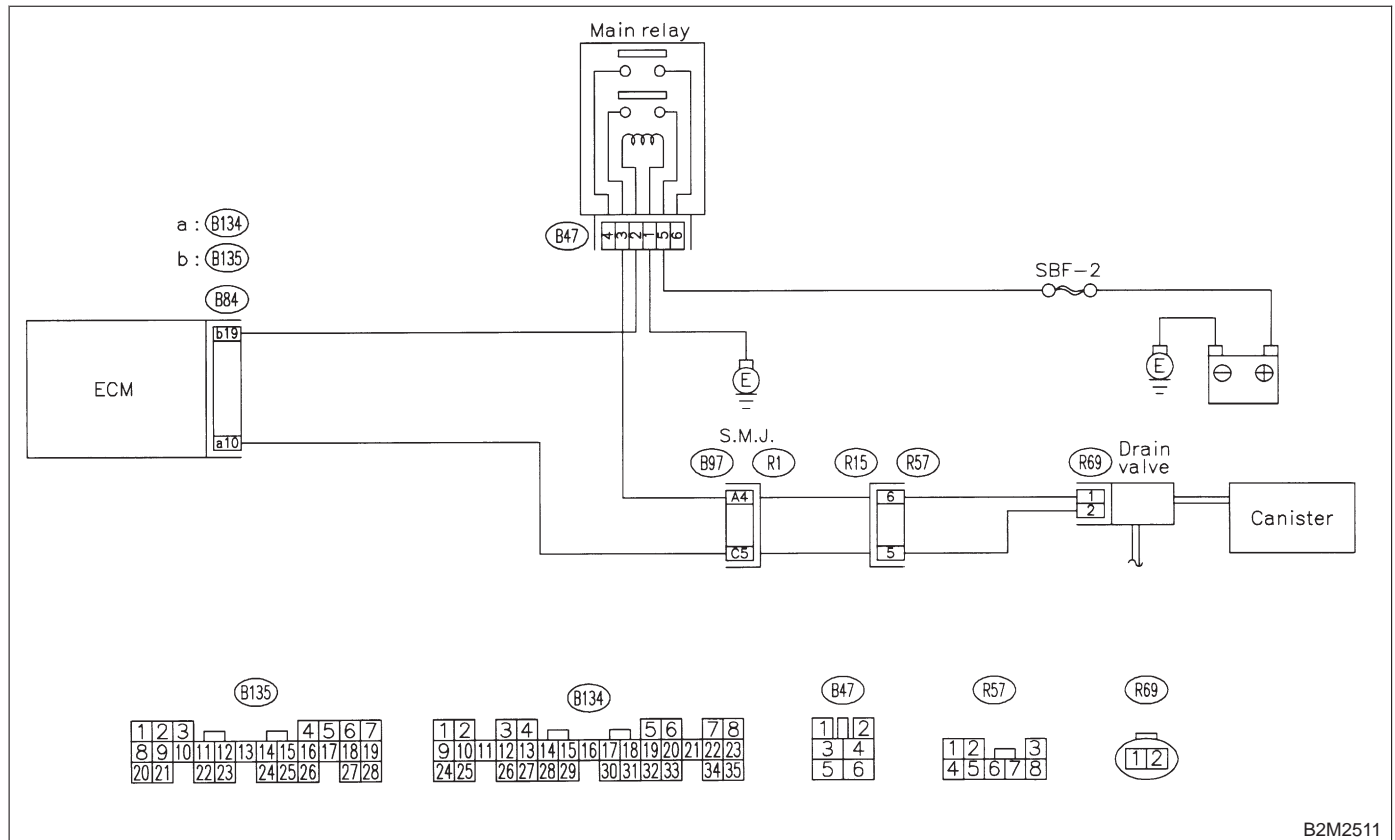 Main relay
4 3 2 1 5 6
B47
a : B134
b : B135
B84
SBF-2
b19
ECM
a10
E
E
⊖ ⊕
S.M.J.
B97 R1 R15 R57 R69
Drain
valve
A4 6 1
2
C5 5
Canister
B135 B134 B47 R57 R69
1 2 3 4 5 6 7
8 9 10 11 12 13 14 15 16 17 18 19
20 21 22 23 24 25 26 27 28
1 2 3 4 5 6 7 8
9 10 11 12 13 14 15 16 17 18 19 20 21 22 23
24 25 26 27 28 29 30 31 32 33 34 35
1 2
3 4
5 6
1 2 3
4 5 6 7 8
1 2
B2M2511